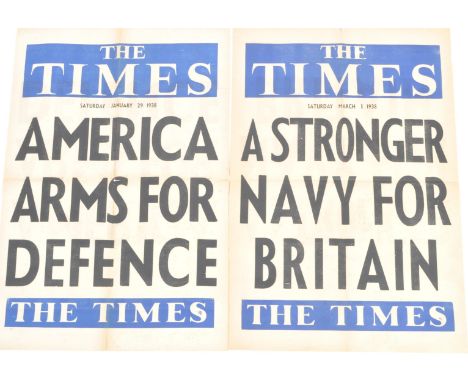 THE
TIMES
SATURDAY JANUARY 29 1938
AMERICA
ARMS FOR
DEFENCE
THE TIMES
THE
TIMES
SATURDAY MARCH 5 1938
A STRONGER
NAVY FOR
BRITAIN
THE TIMES